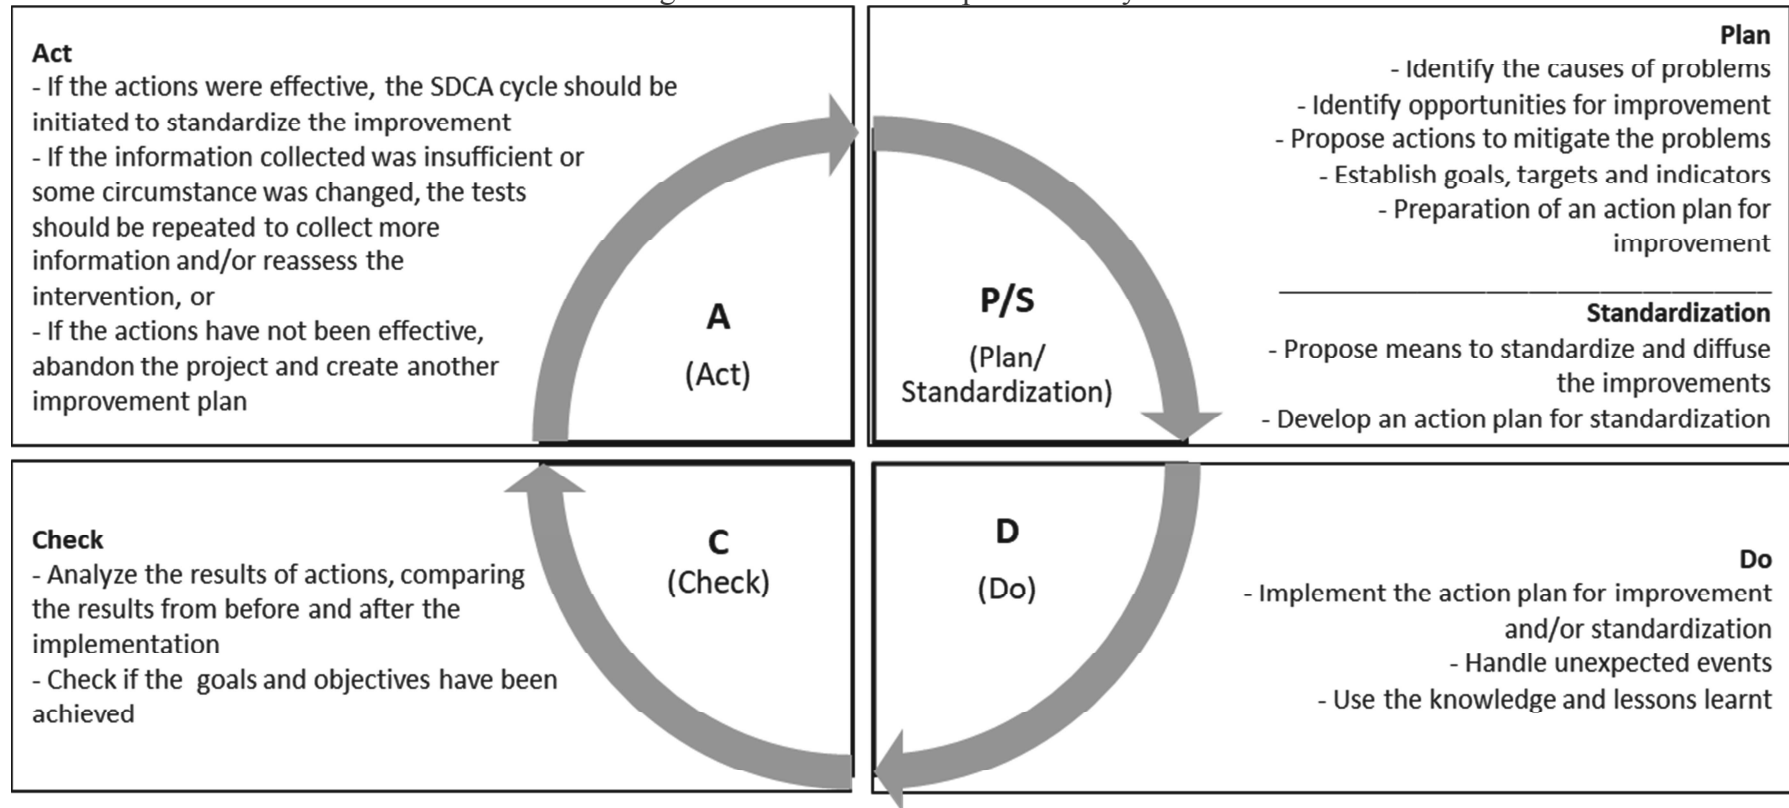 Act
- If the actions were effective, the SDCA cycle should be
initiated to standardize the improvement
- If the information collected was insufficient or
some circumstance was changed, the tests
should be repeated to collect more
information and/or reassess the
intervention, or
- If the actions have not been effective,
abandon the project and create another
improvement plan
A
(Act)
Plan
- Identify the causes of problems
- Identify opportunities for improvement
- Propose actions to mitigate the problems
- Establish goals, targets and indicators
- Preparation of an action plan for
improvement
Standardization
- Propose means to standardize and diffuse
the improvements
- Develop an action plan for standardization
P/S
(Plan/
Standardization)
Check
- Analyze the results of actions, comparing
the results from before and after the
implementation
- Check if the goals and objectives have been
achieved
C
(Check)
D
(Do)
Do
- Implement the action plan for improvement
and/or standardization
- Handle unexpected events
- Use the knowledge and lessons learnt